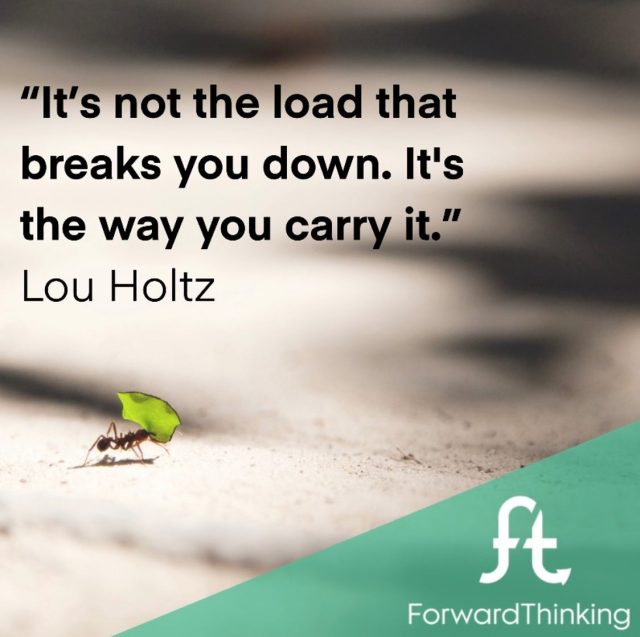 “It’s not the load that
breaks you down. It's
the way you carry it.”
Lou Holtz
ft
ForwardThinking